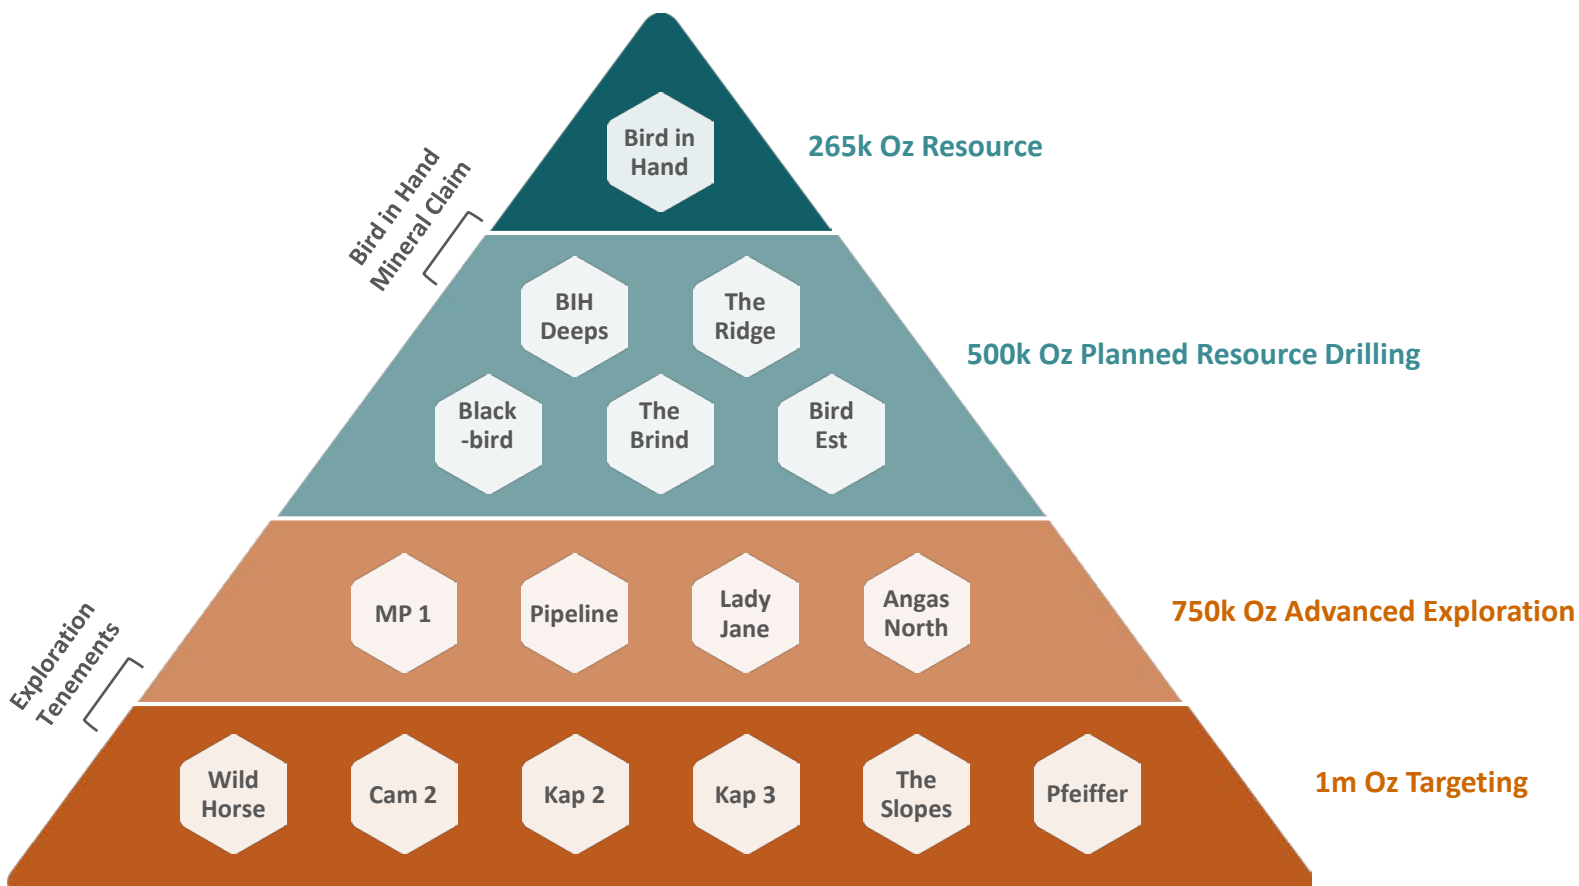 Bird in
Hand
265k Oz Resource
Bird in Hand
Mineral Claim
BIH
Deeps
The
Ridge
500k Oz Planned Resource Drilling
Black
-bird
The
Brind
Bird
Est
MP 1
Pipeline
Lady
Jane
Angas
North
750k Oz Advanced Exploration
Exploration
Tenements
Wild
Horse
Cam 2
Kap 2
Kap 3
The
Slopes
Pfeiffer
1m Oz Targeting